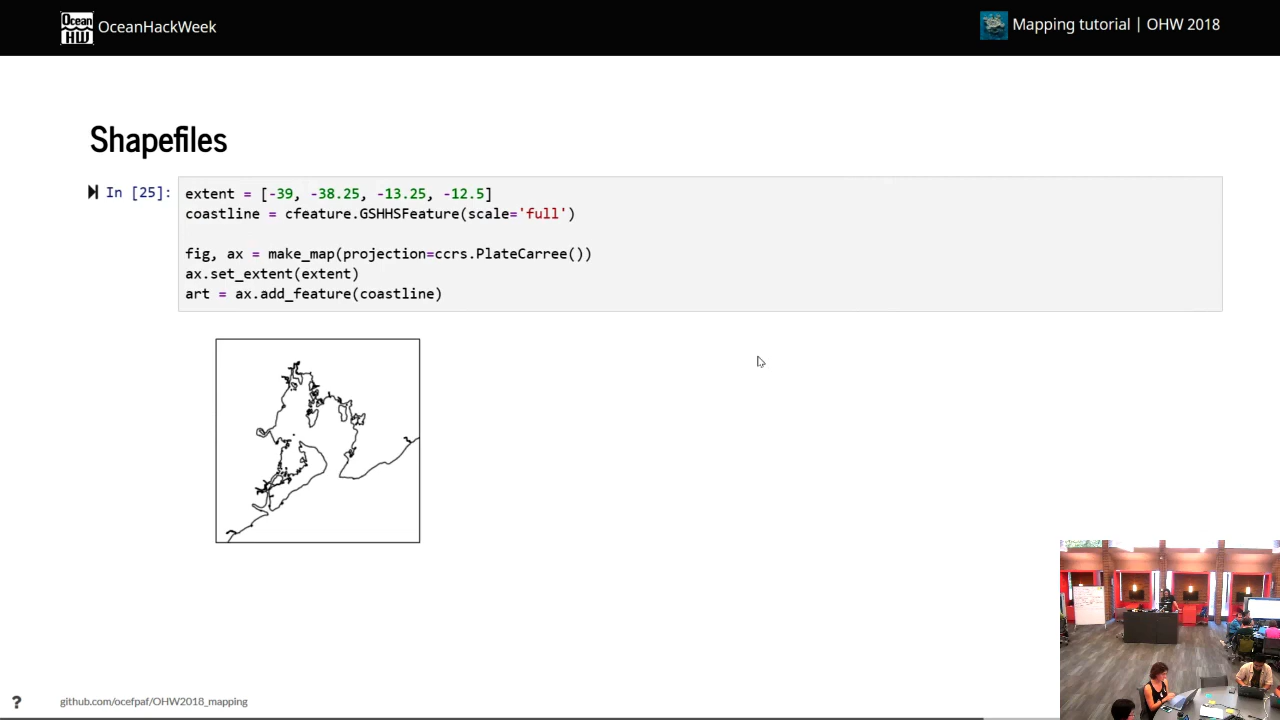 Ocean
HW
OceanHackWeek
Mapping tutorial | OHW 2018
Shapefiles
In [25]:
extent = [-39, -38.25, -13.25, -12.5]
coastline = cfeature.GSHHSFeature(scale='full')
fig, ax = make_map(projection=ccrs.PlateCarree())
ax.set_extent(extent)
art = ax.add_feature(coastline)
?
github.com/ocefpaf/OHW2018_mapping